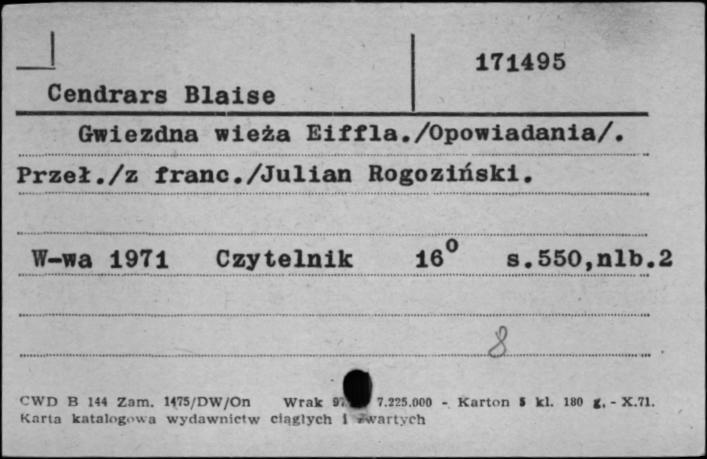 171495
Cendrars Blaise
Gwiezdna wieża Eiffla./Opowiadania/.
Przeł./z franc./Julian Rogoziński.
W-wa 1971 Czytelnik 16º s.550,nlb.2
8
CWD B 144 Zam. 1475/DW/On Wrak 7.225.000 - Karton 5 kl. 180 g. - X.71.
Karta katalogowa wydawnictw ciągłych i zwartych